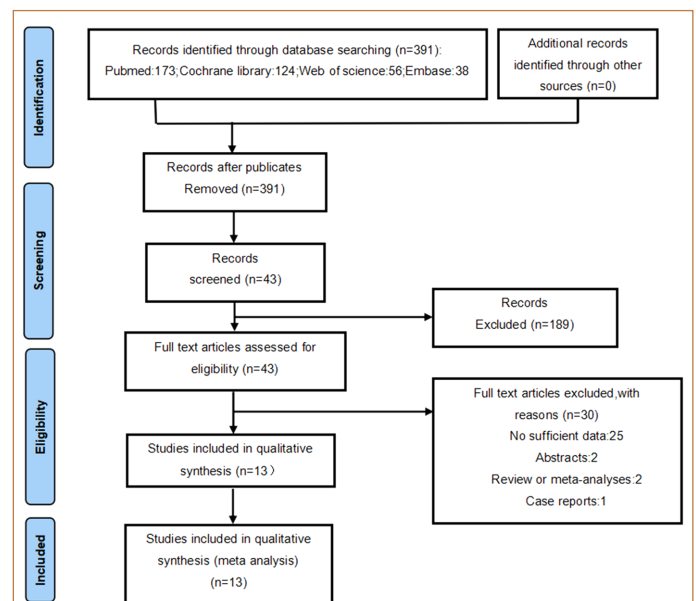 Identification
Records identified through database searching (n=391):
Pubmed:173;Cochrane library:124;Web of science:56;Embase:38
Additional records
identified through other
sources (n=0)
Records after publicates
Removed (n=391)
Screening
Records
screened (n=43)
Records
Excluded (n=189)
Full text articles assessed for
eligibility (n=43)
Eligibility
Full text articles excluded,with
reasons (n=30)
No sufficient data:25
Abstracts:2
Review or meta-analyses:2
Case reports:1
Studies included in qualitative
synthesis (n=13）
Included
Studies included in qualitative
synthesis (meta analysis)
(n=13)